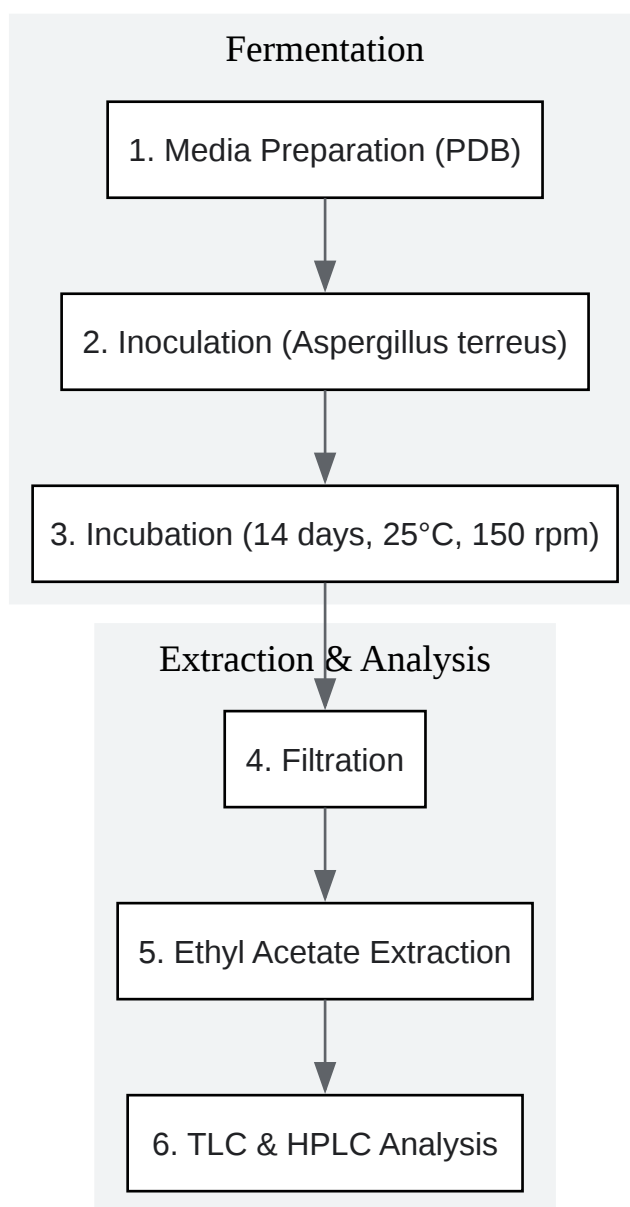 Fermentation
1. Media Preparation (PDB)
2. Inoculation (Aspergillus terreus)
3. Incubation (14 days, 25°C, 150 rpm)
Extraction & Analysis
4. Filtration
5. Ethyl Acetate Extraction
6. TLC & HPLC Analysis